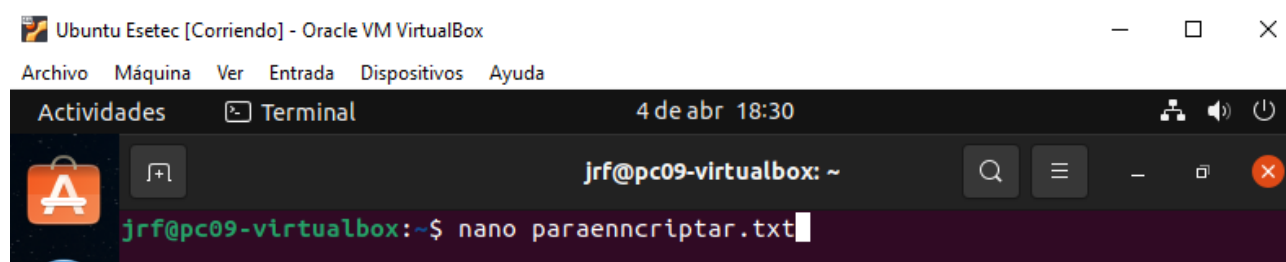 Ubuntu Esetec [Corriendo] - Oracle VM VirtualBox
Archivo Máquina Ver Entrada Dispositivos Ayuda
Actividades Terminal 4 de abr 18:30
jrf@pc09-virtualbox: ~
jrf@pc09-virtualbox:~$ nano paraenncriptar.txt